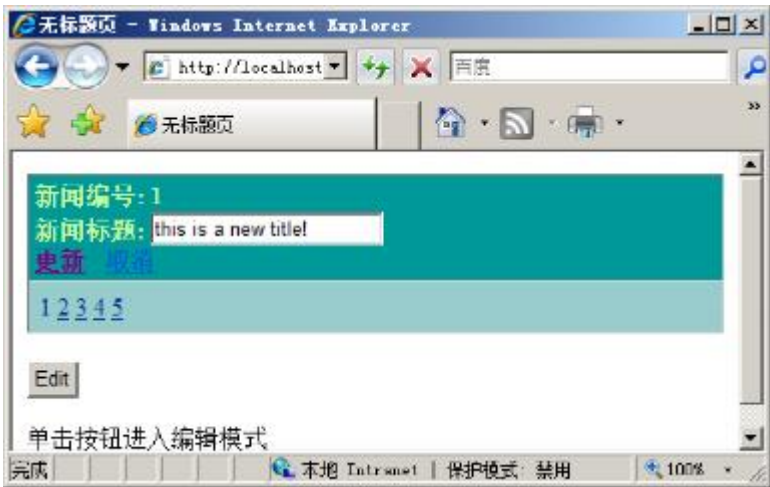 无标题页 - Windows Internet Explorer
http://localhost
百度
无标题页
新闻编号:1
新闻标题: this is a new title!
更新 取消
1 2 3 4 5
Edit
单击按钮进入编辑模式
完成 本地 Intranet | 保护模式: 禁用 100%